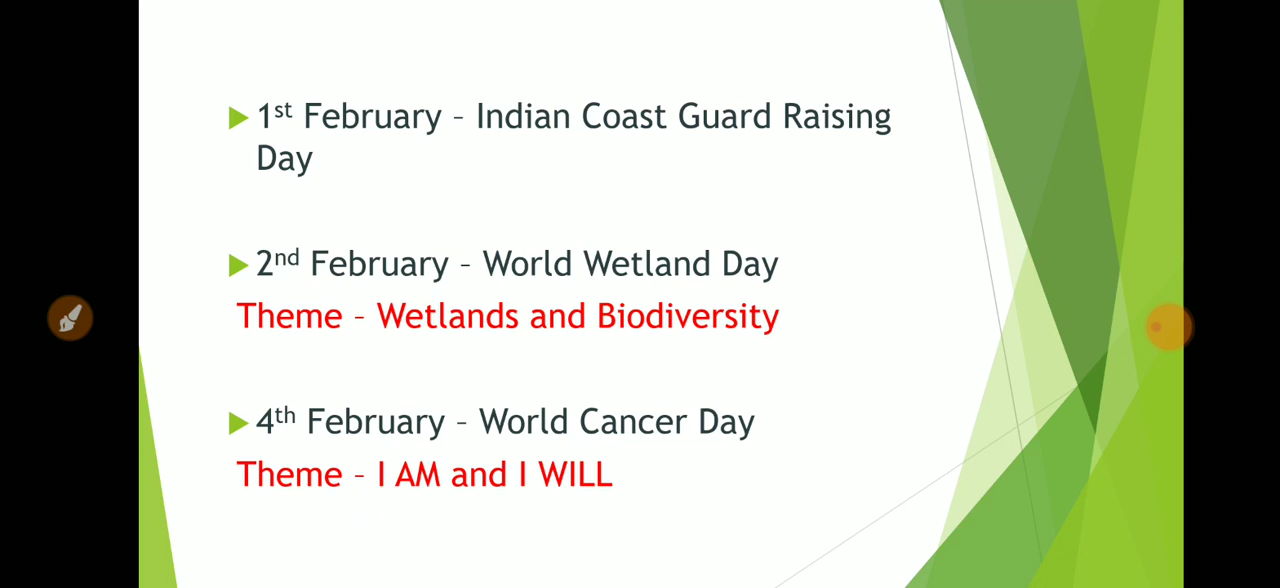 1st February – Indian Coast Guard Raising
Day
2nd February – World Wetland Day
Theme – Wetlands and Biodiversity
4th February – World Cancer Day
Theme – I AM and I WILL